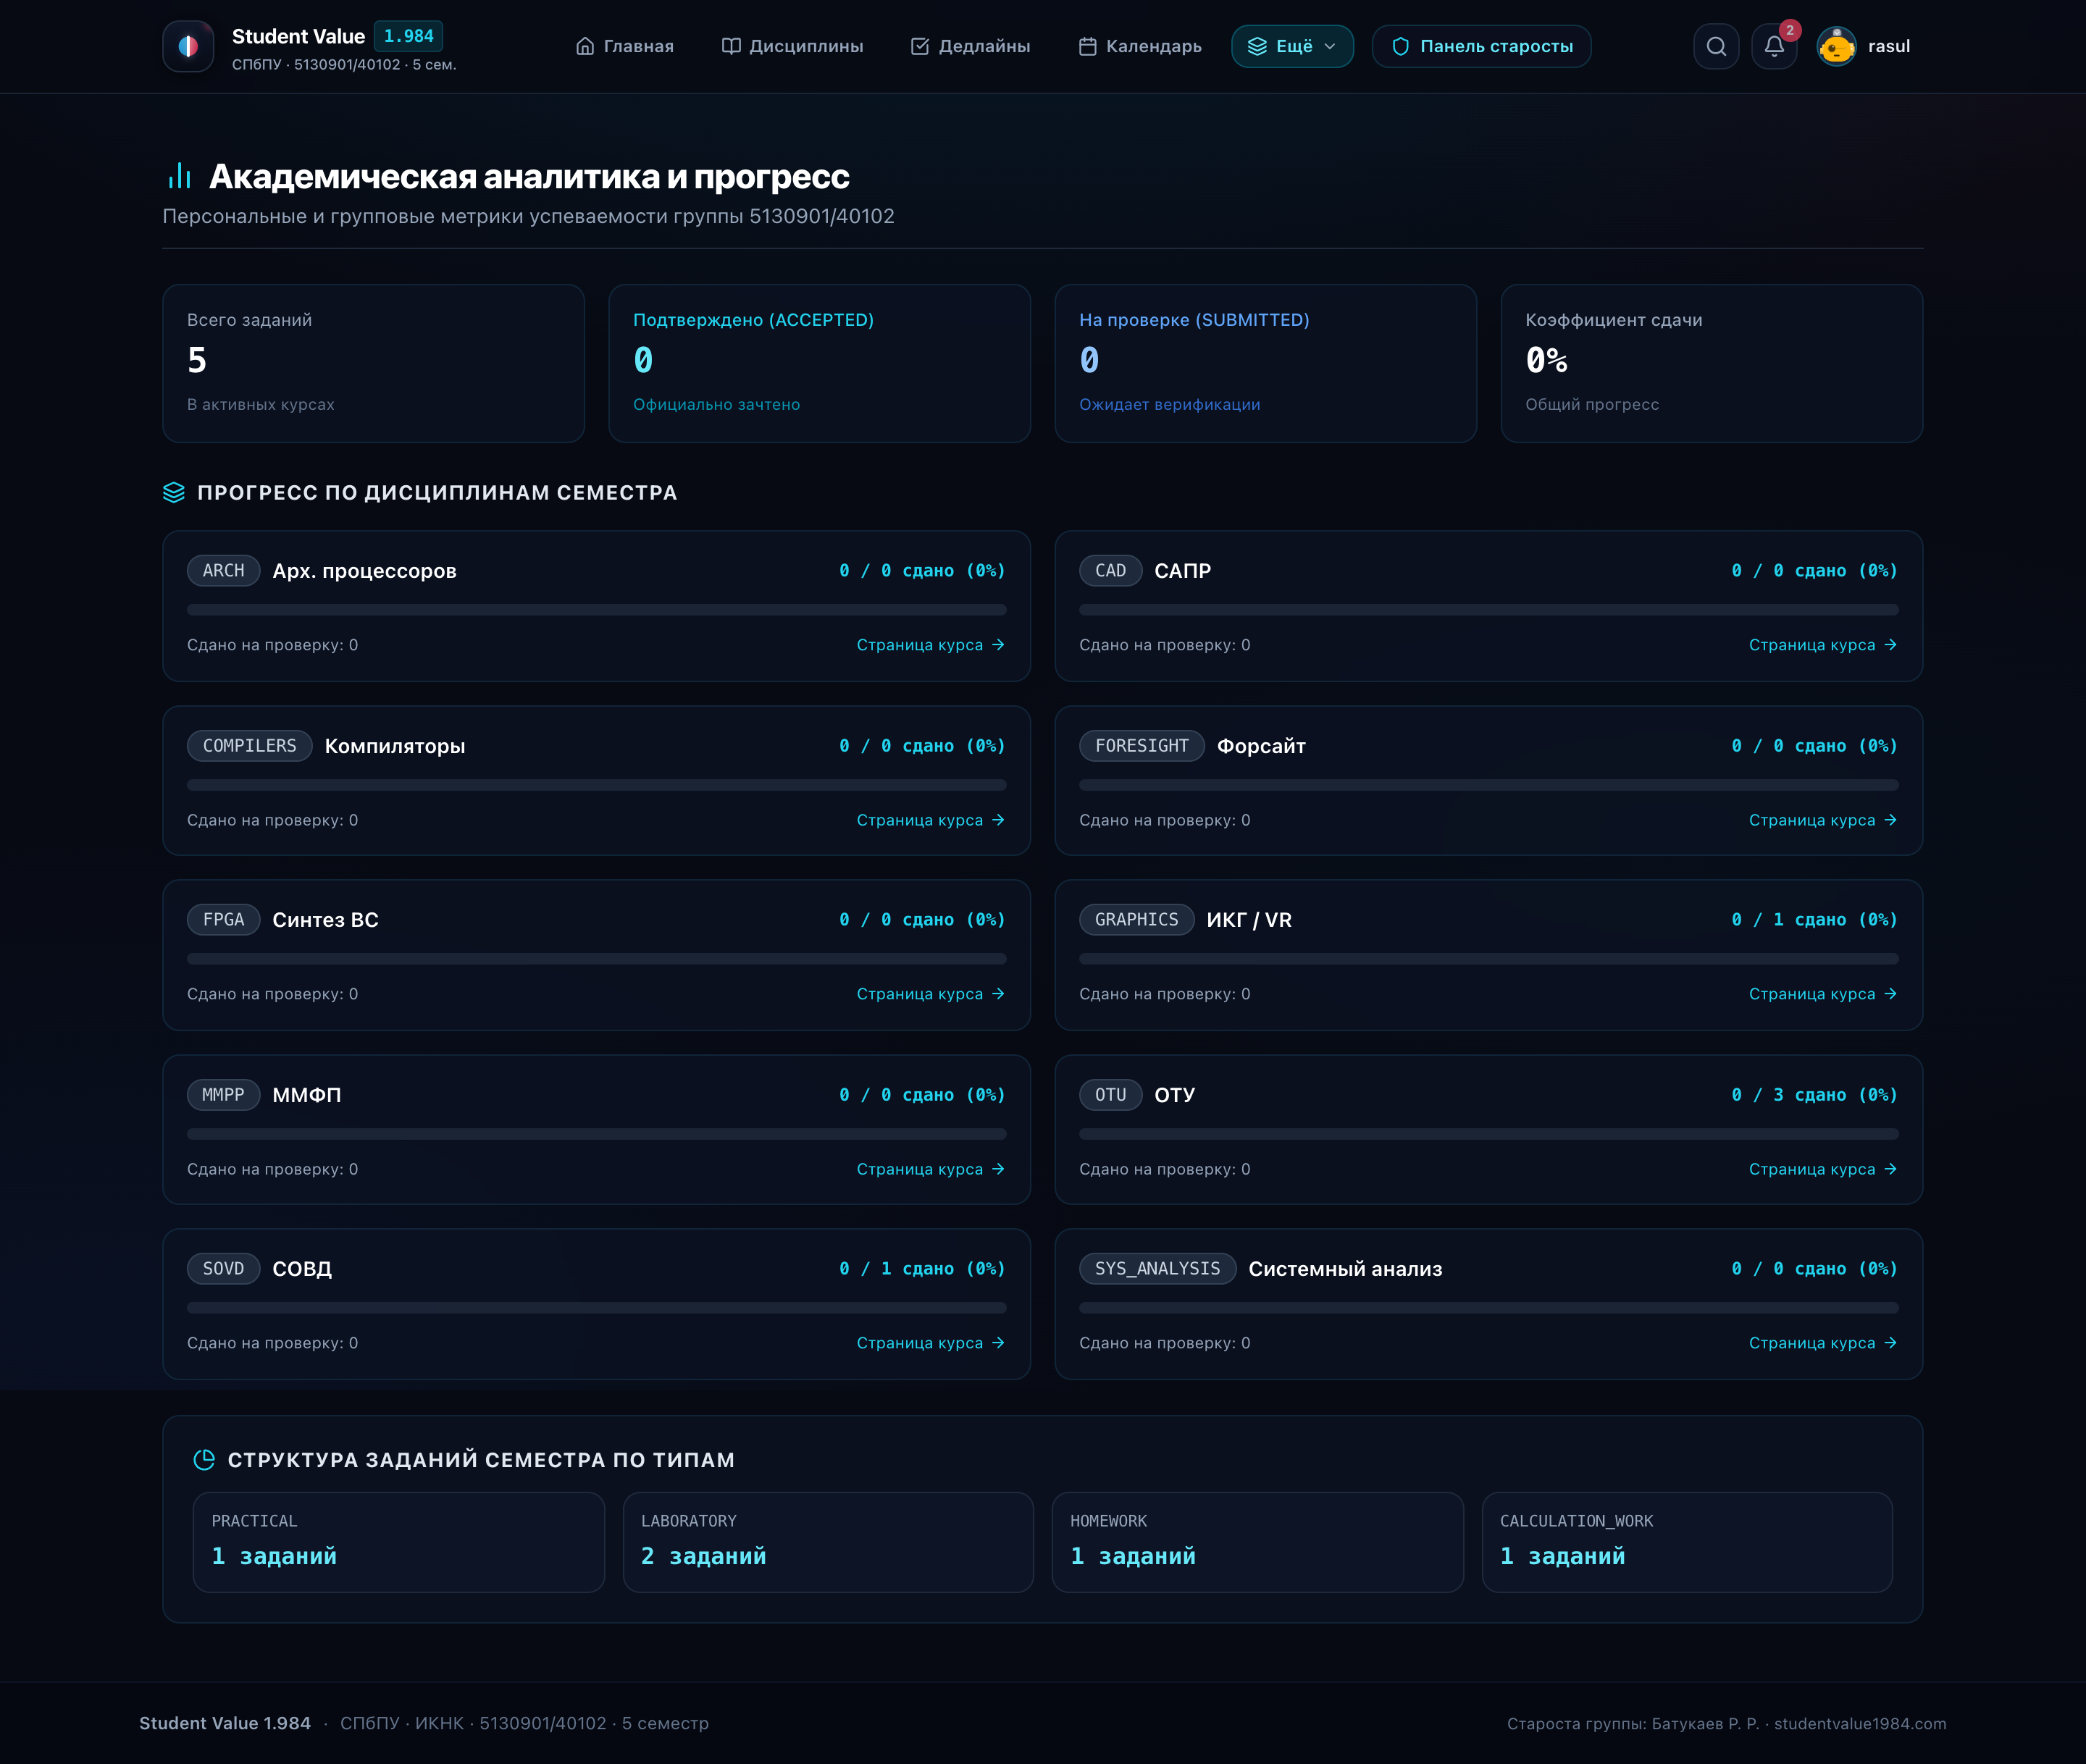 Student Value 1.984
СПбПУ · 5130901/40102 · 5 сем.
Главная
Дисциплины
Дедлайны
Календарь
Ещё
Панель старосты
2
rasul
Академическая аналитика и прогресс
Персональные и групповые метрики успеваемости группы 5130901/40102
Всего заданий
5
В активных курсах
Подтверждено (ACCEPTED)
0
Официально зачтено
На проверке (SUBMITTED)
0
Ожидает верификации
Коэффициент сдачи
0%
Общий прогресс
ПРОГРЕСС ПО ДИСЦИПЛИНАМ СЕМЕСТРА
ARCH Арх. процессоров 0 / 0 сдано (0%)
Сдано на проверку: 0 Страница курса →
CAD САПР 0 / 0 сдано (0%)
Сдано на проверку: 0 Страница курса →
COMPILERS Компиляторы 0 / 0 сдано (0%)
Сдано на проверку: 0 Страница курса →
FORESIGHT Форсайт 0 / 0 сдано (0%)
Сдано на проверку: 0 Страница курса →
FPGA Синтез ВС 0 / 0 сдано (0%)
Сдано на проверку: 0 Страница курса →
GRAPHICS ИКГ / VR 0 / 1 сдано (0%)
Сдано на проверку: 0 Страница курса →
MMPP ММФП 0 / 0 сдано (0%)
Сдано на проверку: 0 Страница курса →
OTU ОТУ 0 / 3 сдано (0%)
Сдано на проверку: 0 Страница курса →
SOVD СОВД 0 / 1 сдано (0%)
Сдано на проверку: 0 Страница курса →
SYS_ANALYSIS Системный анализ 0 / 0 сдано (0%)
Сдано на проверку: 0 Страница курса →
СТРУКТУРА ЗАДАНИЙ СЕМЕСТРА ПО ТИПАМ
PRACTICAL
1 заданий
LABORATORY
2 заданий
HOMEWORK
1 заданий
CALCULATION_WORK
1 заданий
Student Value 1.984 · СПбПУ · ИКНК · 5130901/40102 · 5 семестр
Староста группы: Батукаев Р. Р. · studentvalue1984.com